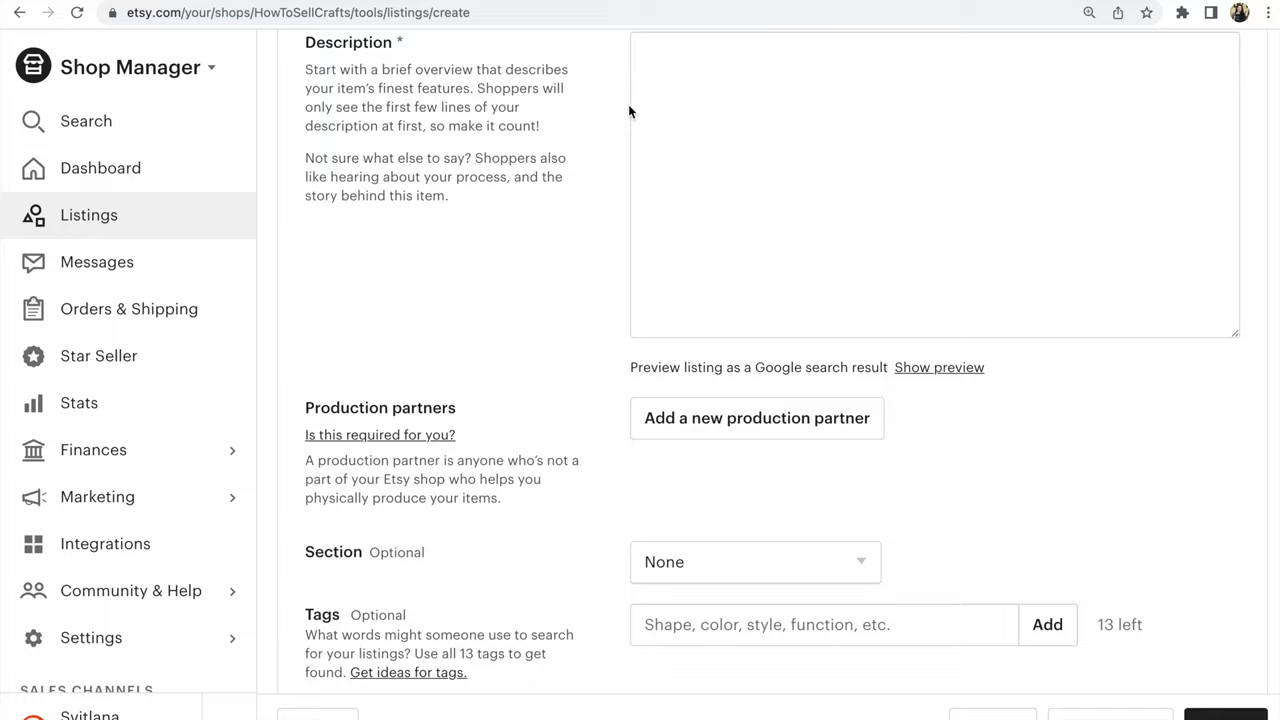 etsy.com/your/shops/HowToSellCrafts/tools/listings/create
Shop Manager
Search
Dashboard
Listings
Messages
Orders & Shipping
Star Seller
Stats
Finances
Marketing
Integrations
Community & Help
Settings
SALES CHANNELS
Svitlana
Description *
Start with a brief overview that describes
your item's finest features. Shoppers will
only see the first few lines of your
description at first, so make it count!
Not sure what else to say? Shoppers also
like hearing about your process, and the
story behind this item.
Preview listing as a Google search result Show preview
Production partners
Is this required for you?
A production partner is anyone who's not a
part of your Etsy shop who helps you
physically produce your items.
Add a new production partner
Section Optional
None
Tags Optional
What words might someone use to search
for your listings? Use all 13 tags to get
found. Get ideas for tags.
Shape, color, style, function, etc.
Add
13 left